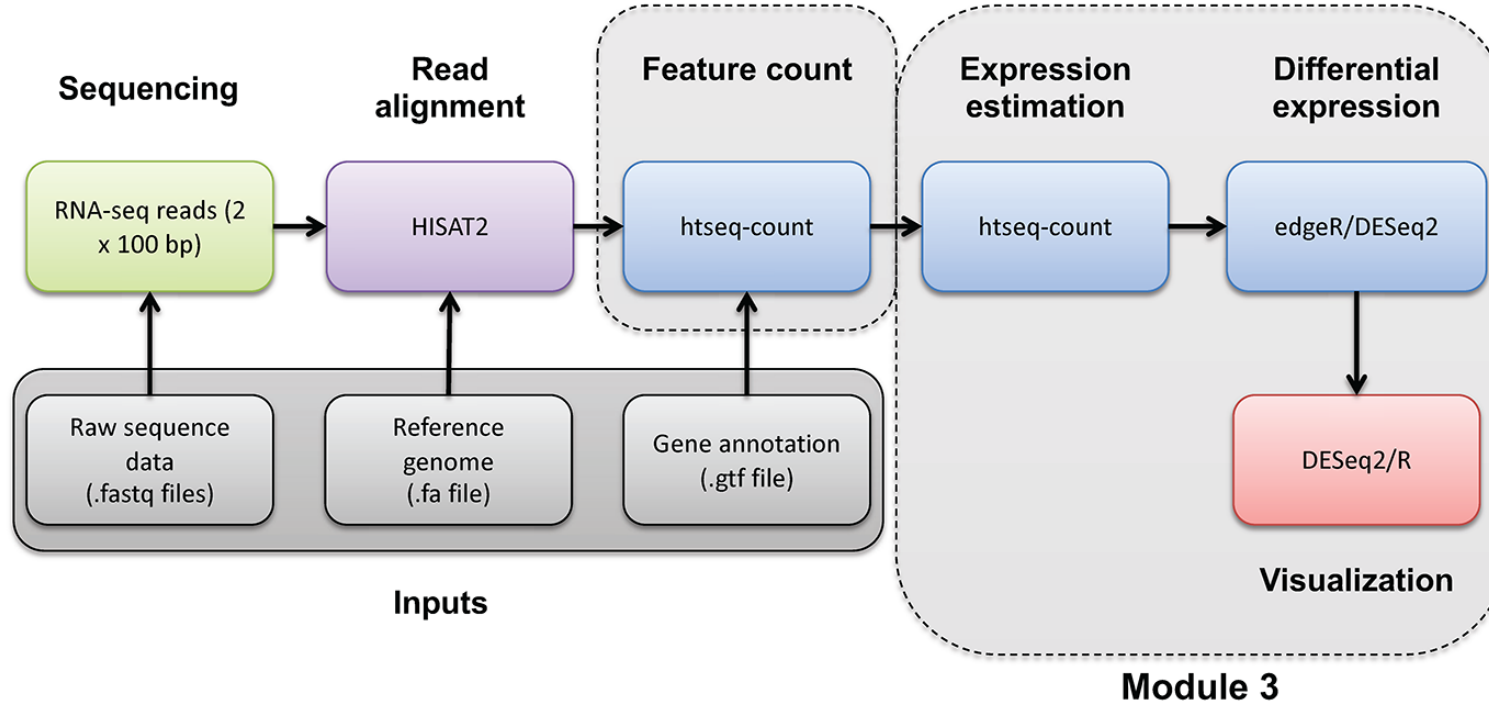 Sequencing
Read
alignment
Feature count
Expression
estimation
Differential
expression
RNA-seq reads (2
x 100 bp)
HISAT2
htseq-count
htseq-count
edgeR/DESeq2
Raw sequence
data
(.fastq files)
Reference
genome
(.fa file)
Gene annotation
(.gtf file)
DESeq2/R
Visualization
Inputs
Module 3